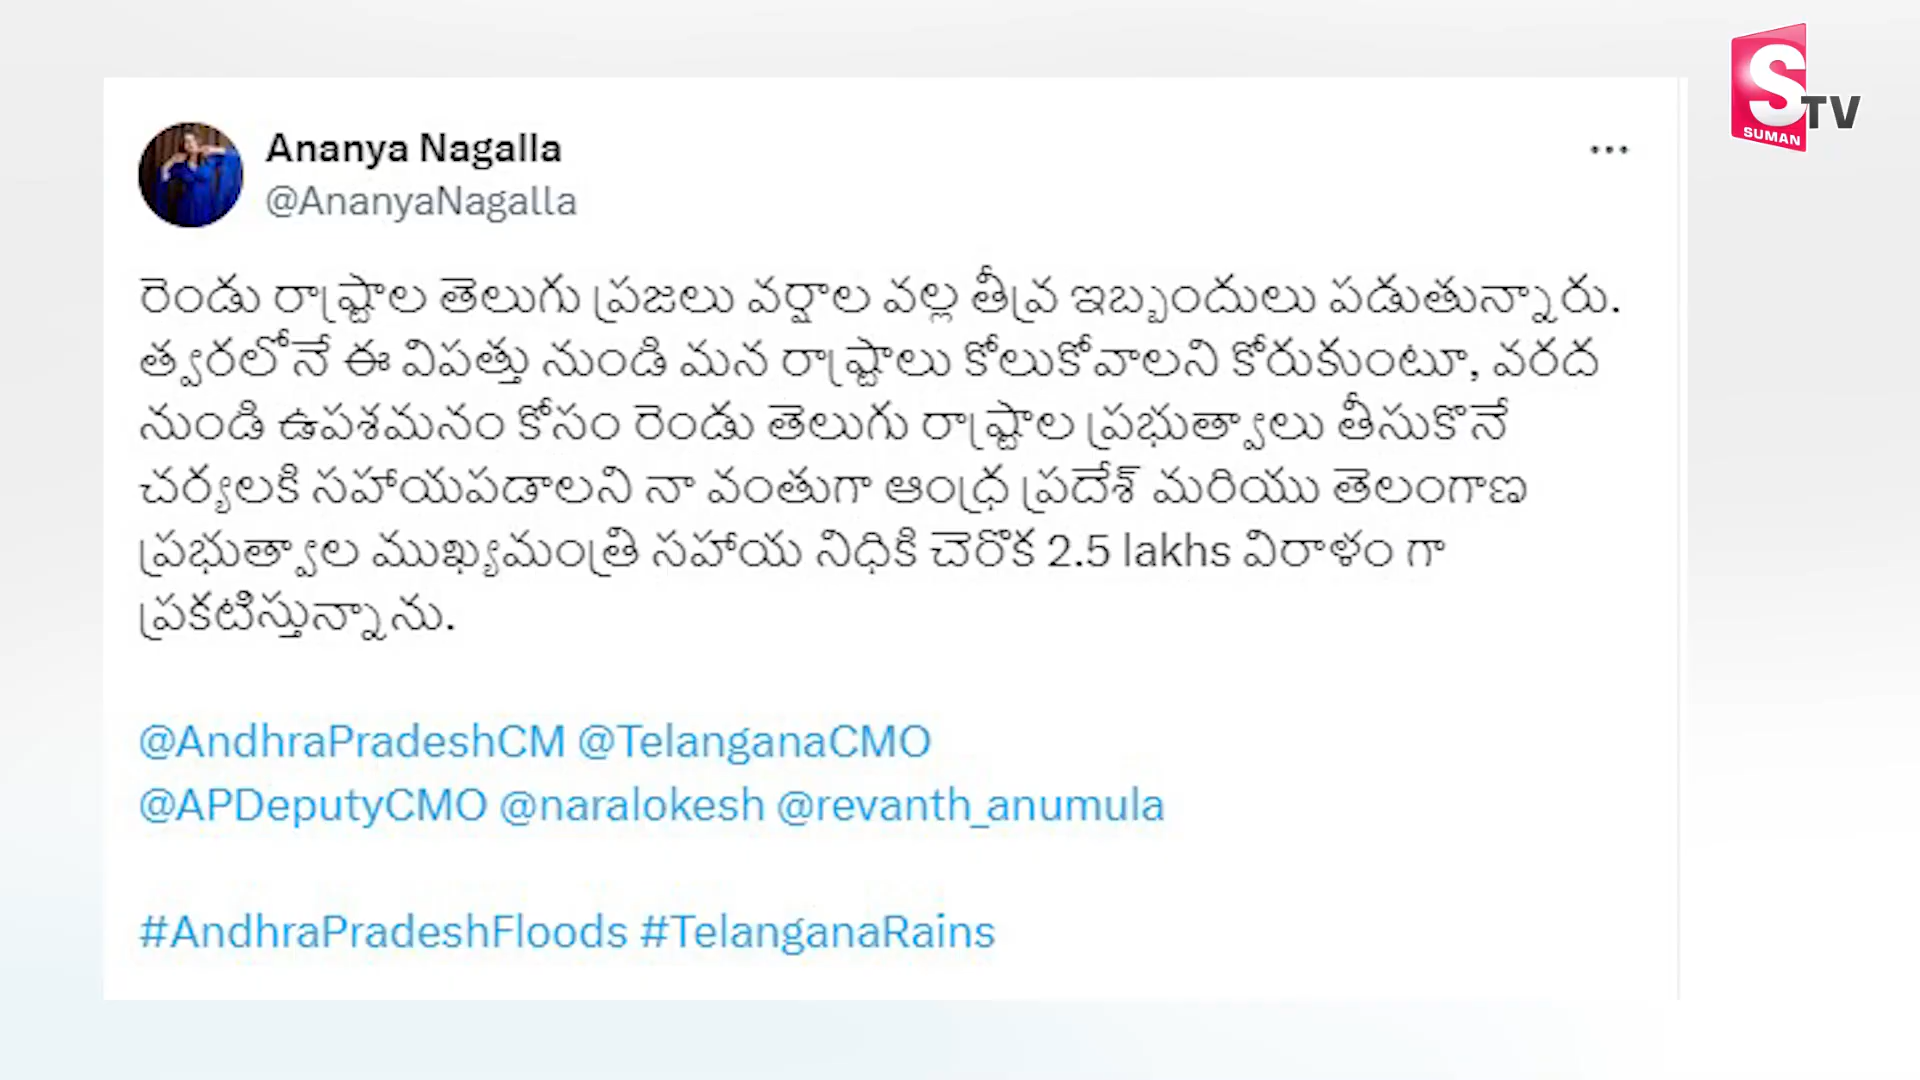 S
TV
SUMAN
Ananya Nagalla
@AnanyaNagalla
రెండు రాష్ట్రాల తెలుగు ప్రజలు వర్షాల వల్ల తీవ్ర ఇబ్బందులు పడుతున్నారు.
త్వరలోనే ఈ విపత్తు నుండి మన రాష్ట్రాలు కోలుకోవాలని కోరుకుంటూ, వరద
నుండి ఉపశమనం కోసం రెండు తెలుగు రాష్ట్రాల ప్రభుత్వాలు తీసుకొనే
చర్యలకి సహాయపడాలని నా వంతుగా ఆంధ్ర ప్రదేశ్ మరియు తెలంగాణ
ప్రభుత్వాల ముఖ్యమంత్రి సహాయ నిధికి చెరొక 2.5 lakhs విరాళం గా
ప్రకటిస్తున్నాను.
@AndhraPradeshCM @TelanganaCMO
@APDeputyCMO @naralokesh @revanth_anumula
#AndhraPradeshFloods #TelanganaRains